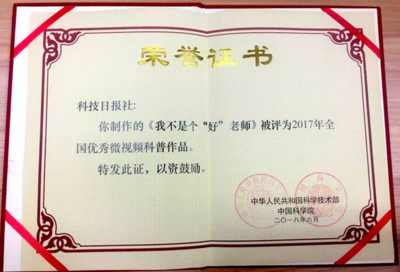 荣誉证书
科技日报社：
你制作的《我不是个“好”老师》被评为2017年全
国优秀微视频科普作品。
特发此证，以资鼓励。
中华人民共和国科学技术部
中国科学院
二〇一八年六月